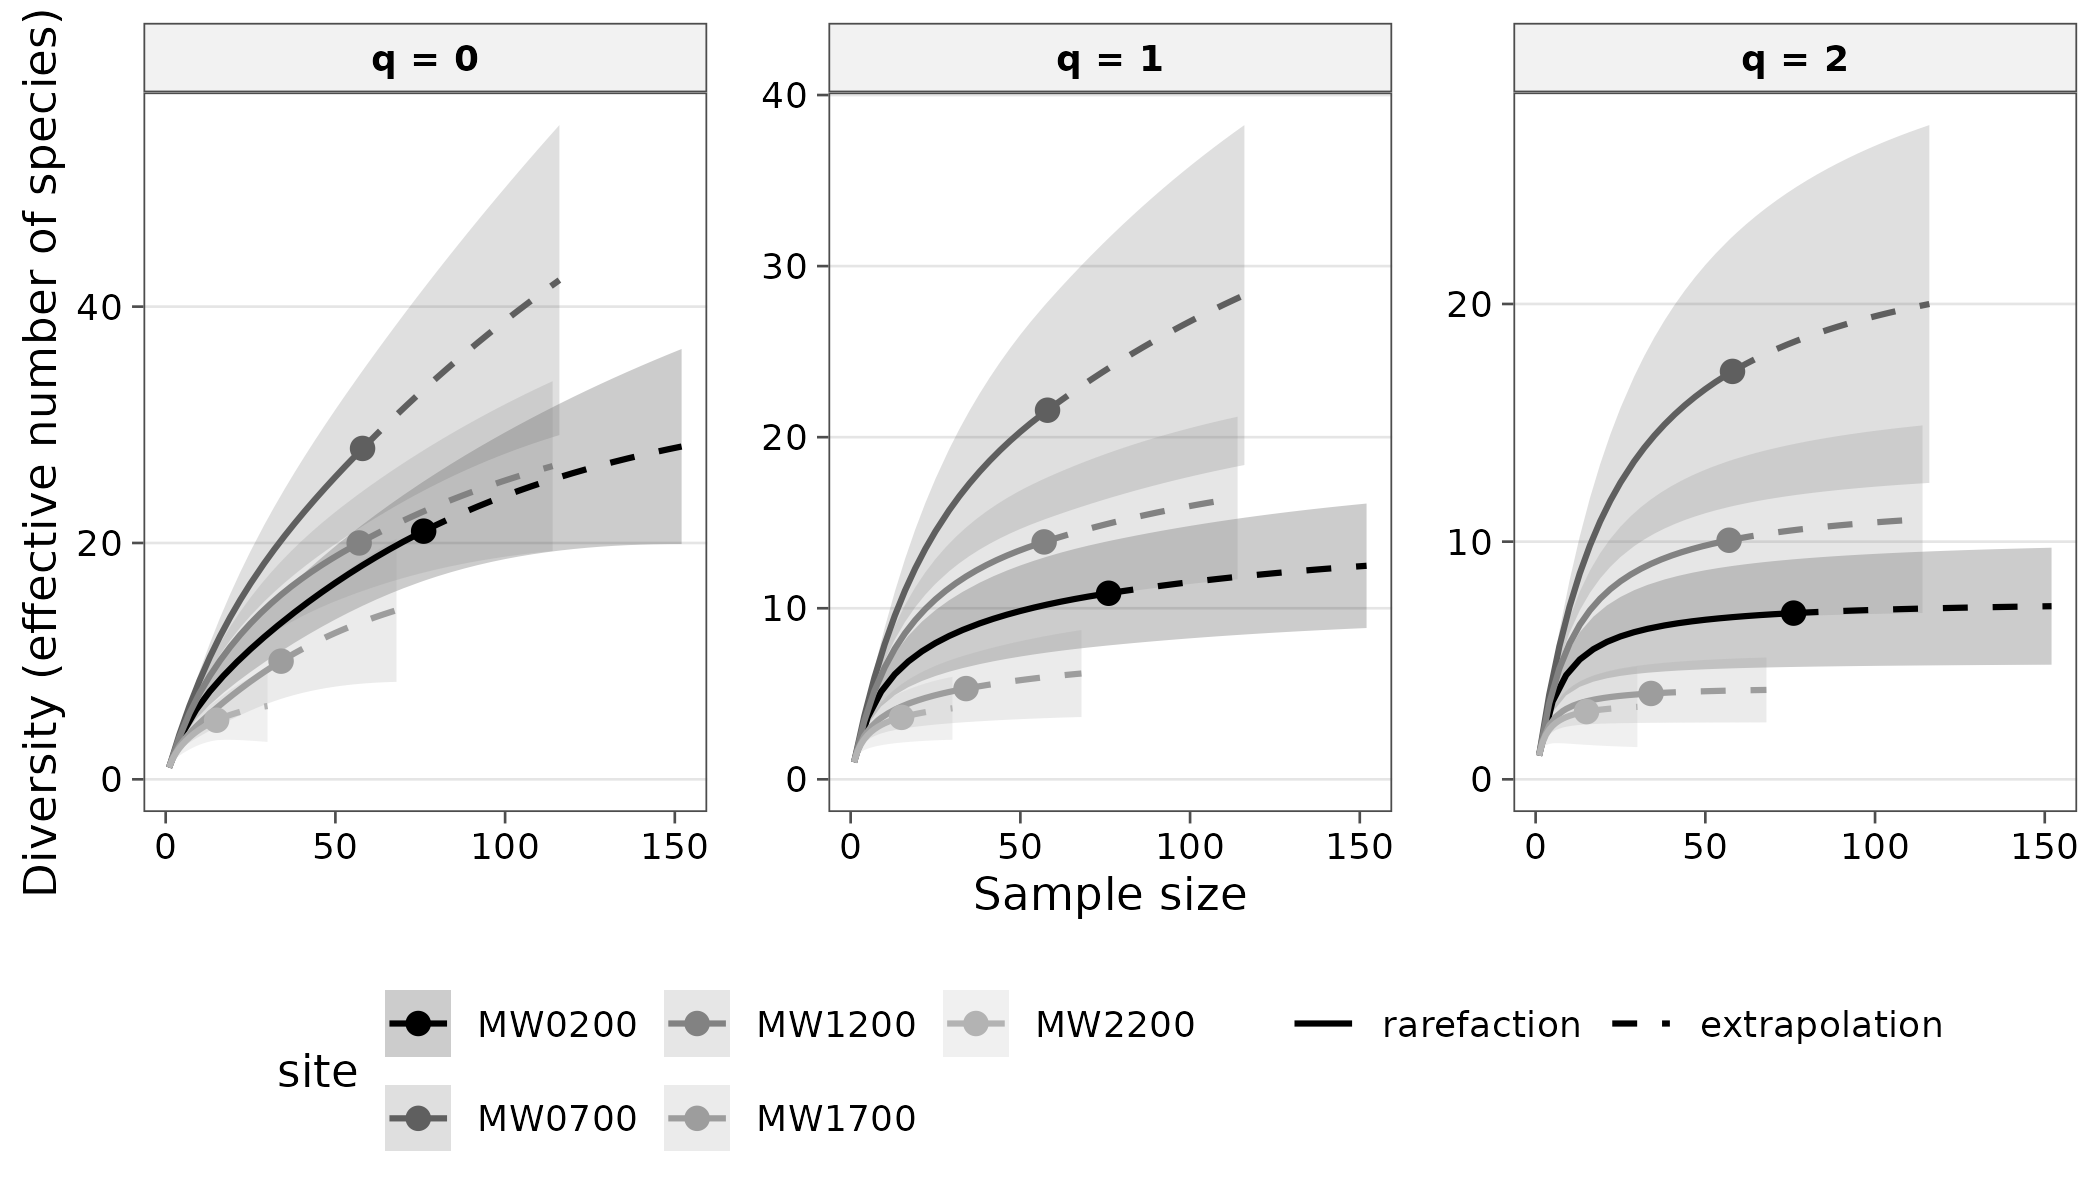 Diversity (effective number of species)
q = 0
q = 1
q = 2
40
20
0
40
30
20
10
0
20
10
0
0 50 100 150
0 50 100 150
0 50 100 150
Sample size
site
MW0200 MW1200 MW2200
MW0700 MW1700
rarefaction extrapolation